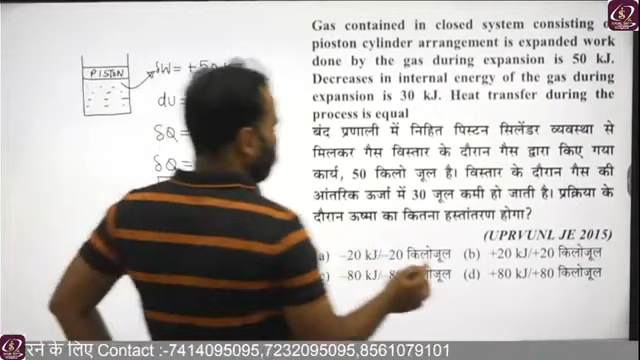 PISTON
δW = +50
du =
δQ =
δQ =
Gas contained in closed system consisting
pioston cylinder arrangement is expanded work
done by the gas during expansion is 50 kJ.
Decreases in internal energy of the gas during
expansion is 30 kJ. Heat transfer during the
process is equal
बंद प्रणाली में निहित पिस्टन सिलेंडर व्यवस्था से
मिलकर गैस विस्तार के दौरान गैस द्वारा किए गया
कार्य, 50 किलो जूल है। विस्तार के दौरान गैस की
आंतरिक ऊर्जा में 30 जूल कमी हो जाती है। प्रक्रिया के
दौरान ऊष्मा का कितना हस्तांतरण होगा?
(UPRVUNL JE 2015)
a) –20 kJ/–20 किलोजूल (b) +20 kJ/+20 किलोजूल
–80 kJ/–80 किलोजूल (d) +80 kJ/+80 किलोजूल
रने के लिए Contact :-7414095095,7232095095,8561079101